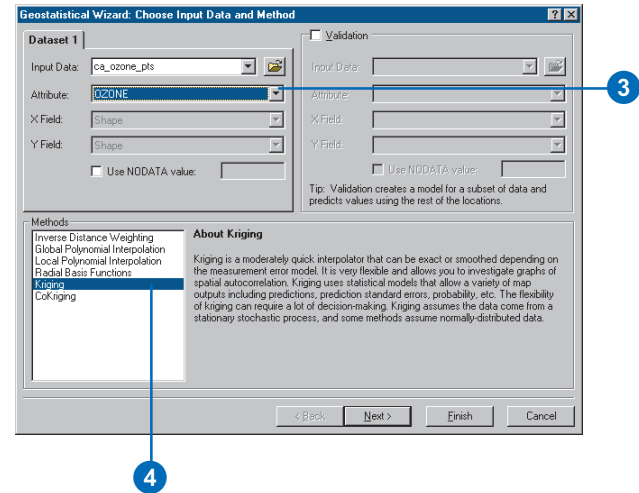 Geostatistical Wizard: Choose Input Data and Method
Dataset 1
Input Data: ca_ozone_pts
Attribute: OZONE
X Field: Shape
Y Field: Shape
Use NODATA value:
Validation
Input Data:
Attribute:
X Field:
Y Field:
Use NODATA value:
Tip: Validation creates a model for a subset of data and
predicts values using the rest of the locations.
3
Methods
Inverse Distance Weighting
Global Polynomial Interpolation
Local Polynomial Interpolation
Radial Basis Functions
Kriging
CoKriging
About Kriging
Kriging is a moderately quick interpolator that can be exact or smoothed depending on
the measurement error model. It is very flexible and allows you to investigate graphs of
spatial autocorrelation. Kriging uses statistical models that allow a variety of map
outputs including predictions, prediction standard errors, probability, etc. The flexibility
of kriging can require a lot of decision-making. Kriging assumes the data come from a
stationary stochastic process, and some methods assume normally-distributed data.
< Back
Next >
Finish
Cancel
4